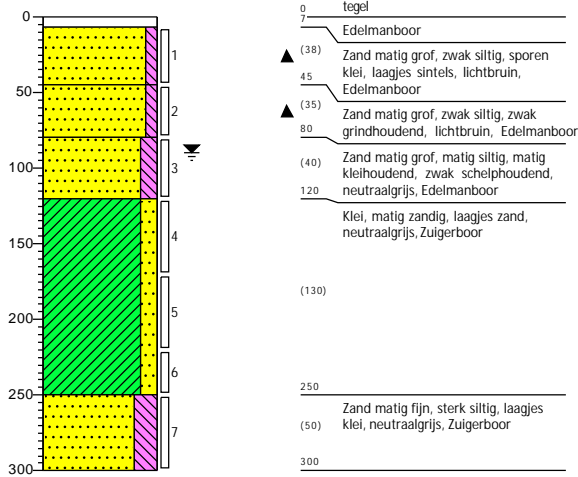 0
50
100
150
200
250
300
1
2
3
4
5
6
7
0
tegel
7
Edelmanboor
(38)
Zand matig grof, zwak siltig, sporen
klei, laagjes sintels, lichtbruin,
Edelmanboor
45
(35)
Zand matig grof, zwak siltig, zwak
grindhoudend, lichtbruin, Edelmanboor
80
(40)
Zand matig grof, matig siltig, matig
kleihoudend, zwak schelphoudend,
neutraalgrijs, Edelmanboor
120
Klei, matig zandig, laagjes zand,
neutraalgrijs, Zuigerboor
(130)
250
Zand matig fijn, sterk siltig, laagjes
klei, neutraalgrijs, Zuigerboor
(50)
300